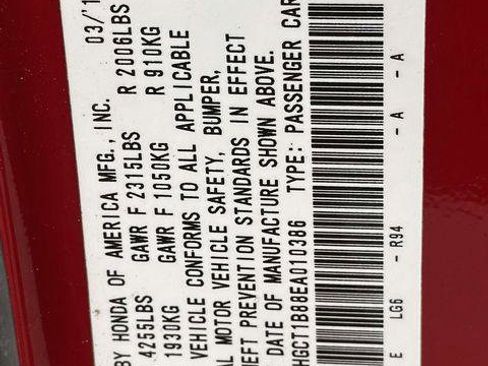 BY HONDA OF AMERICA MFG., INC. 03/'1
4255LBS GAWR F 2315LBS R 2006LBS
1930KG GAWR F 1050KG R 910KG
VEHICLE CONFORMS TO ALL APPLICABLE
AL MOTOR VEHICLE SAFETY, BUMPER,
HEFT PREVENTION STANDARDS IN EFFECT
DATE OF MANUFACTURE SHOWN ABOVE.
HGCT1B88EA010386 TYPE: PASSENGER CAR
E LG6 - R94 - A - A